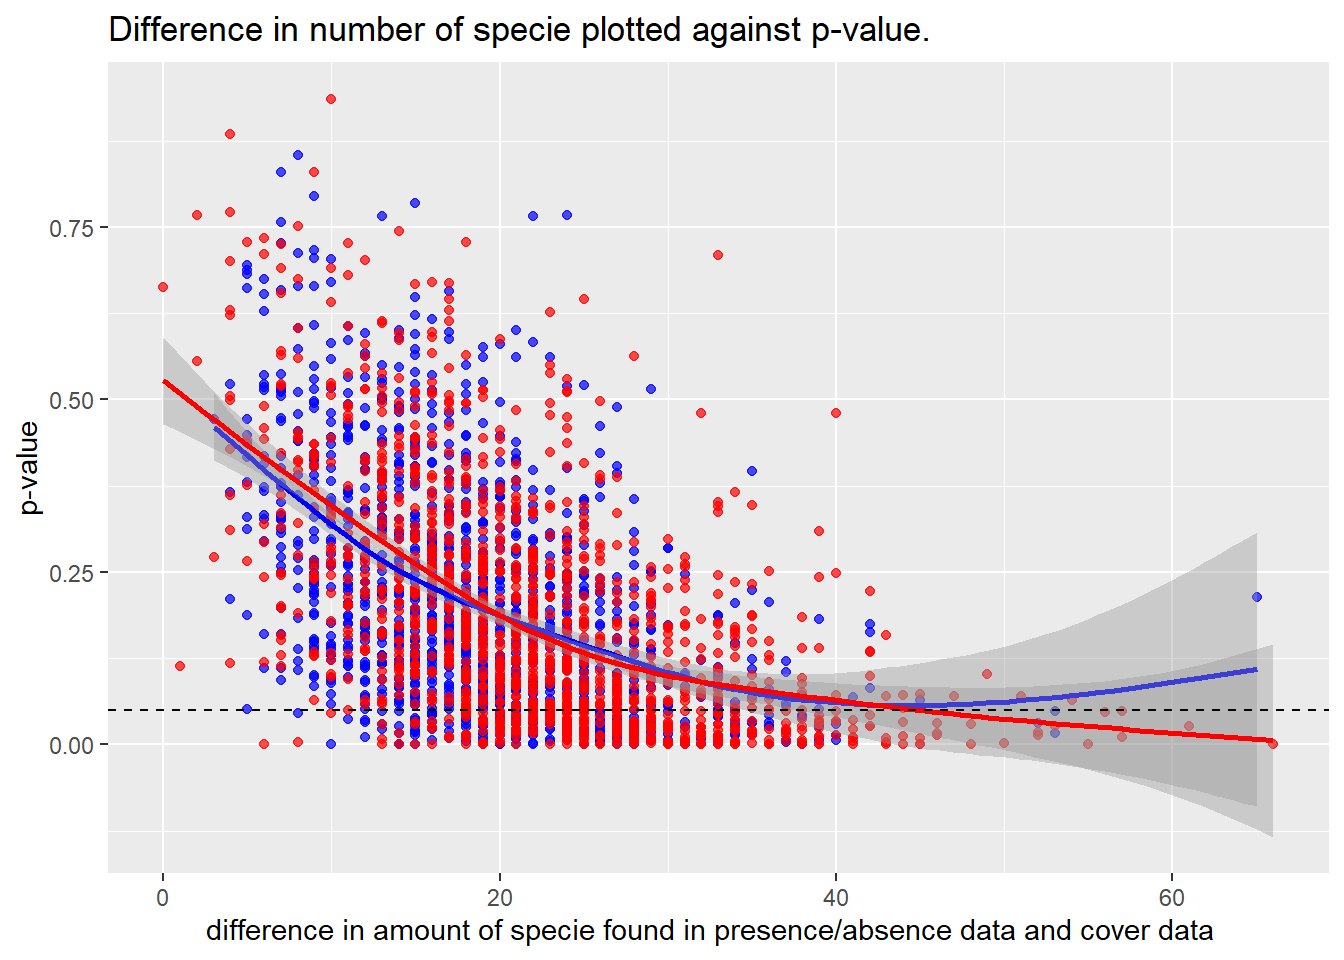 Difference in number of specie plotted against p-value.
p-value
0.75
0.50
0.25
0.00
0 20 40 60
difference in amount of specie found in presence/absence data and cover data